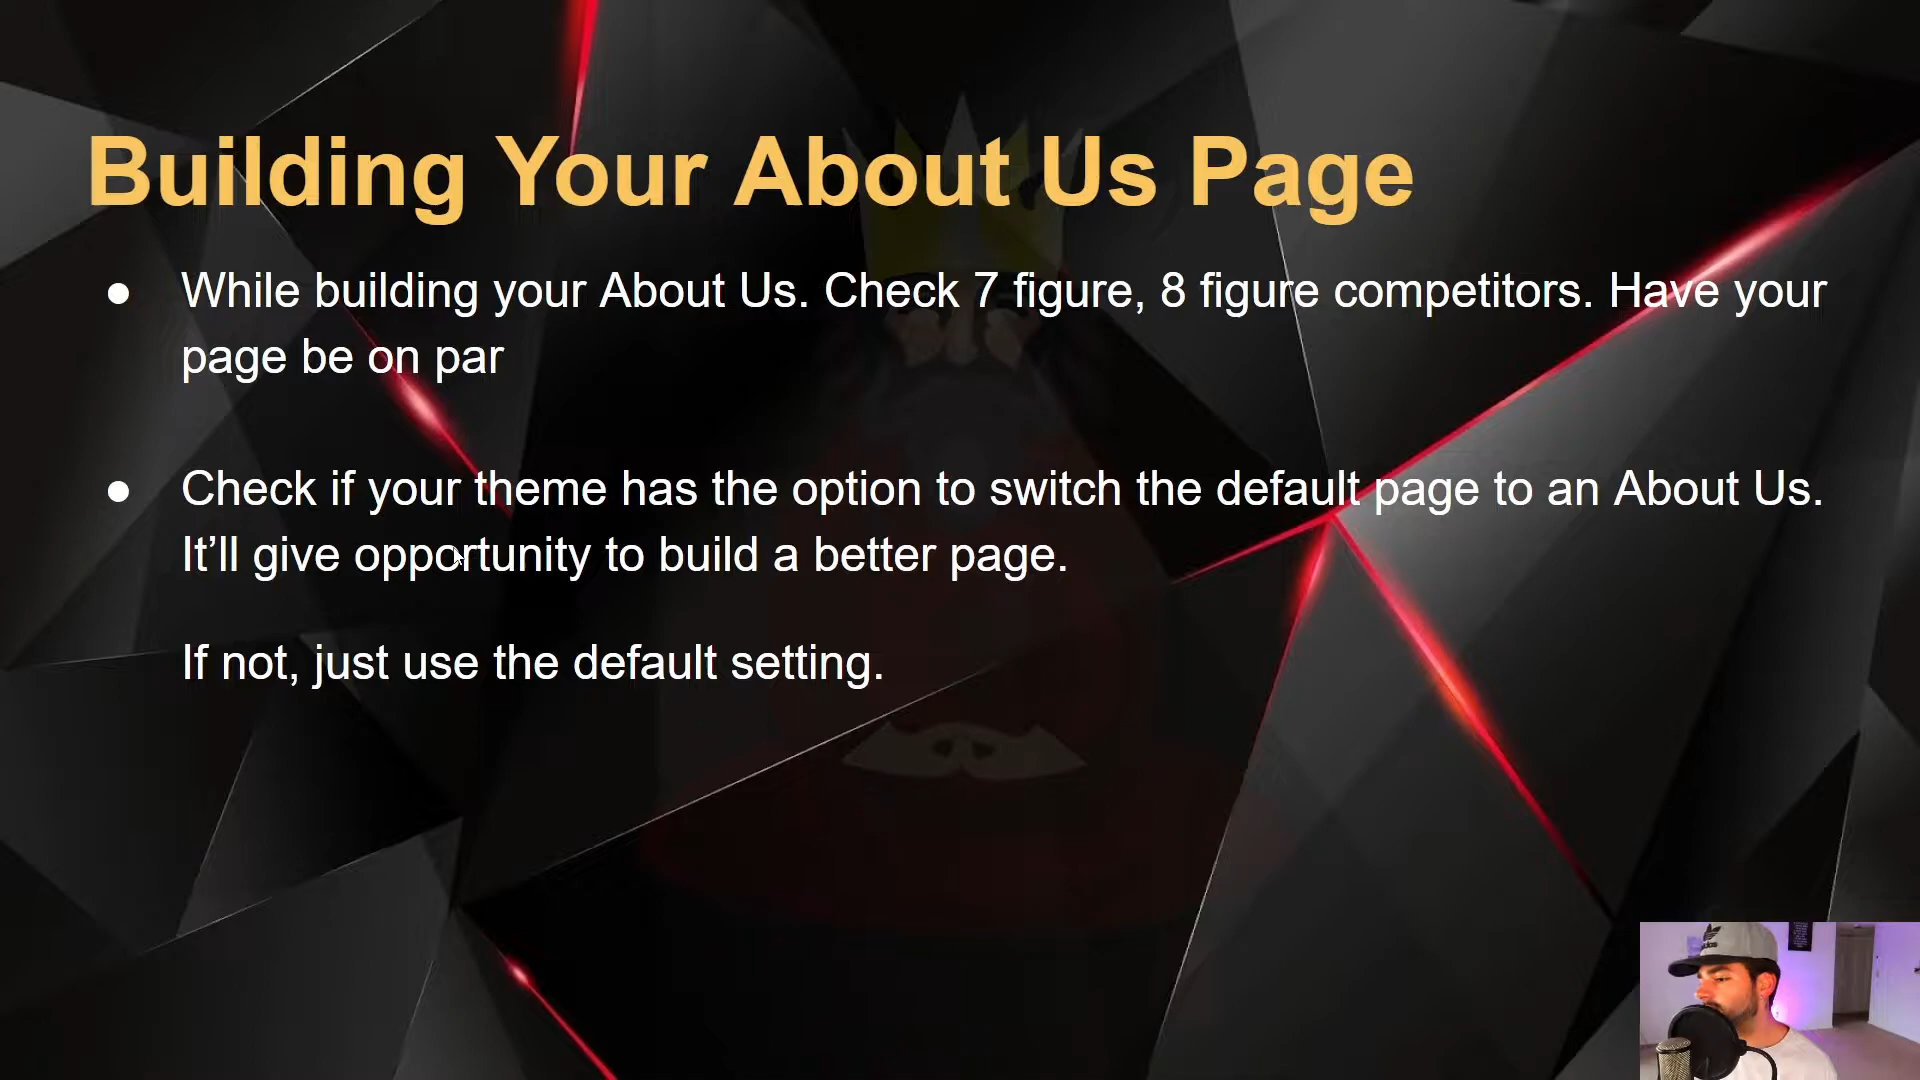 Building Your About Us Page
● While building your About Us. Check 7 figure, 8 figure competitors. Have your
page be on par
● Check if your theme has the option to switch the default page to an About Us.
It’ll give opportunity to build a better page.
If not, just use the default setting.